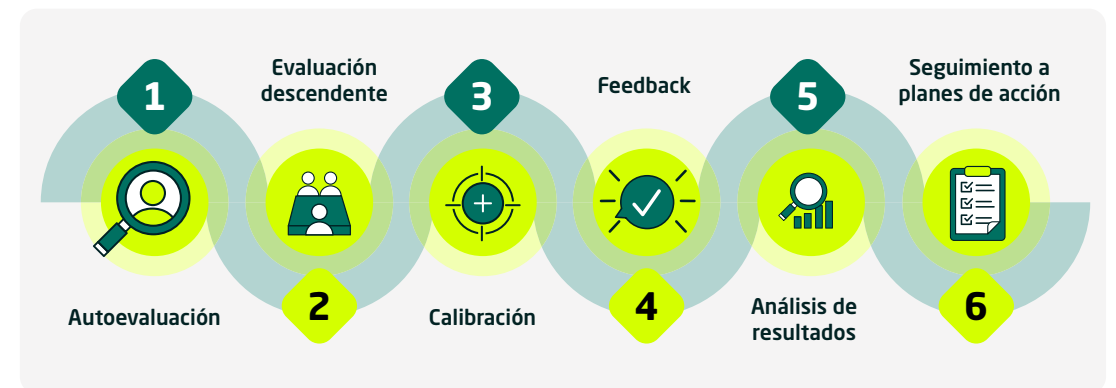 1
Autoevaluación
Evaluación
descendente
2
3
Calibración
Feedback
4
5
Análisis de
resultados
Seguimiento a
planes de acción
6